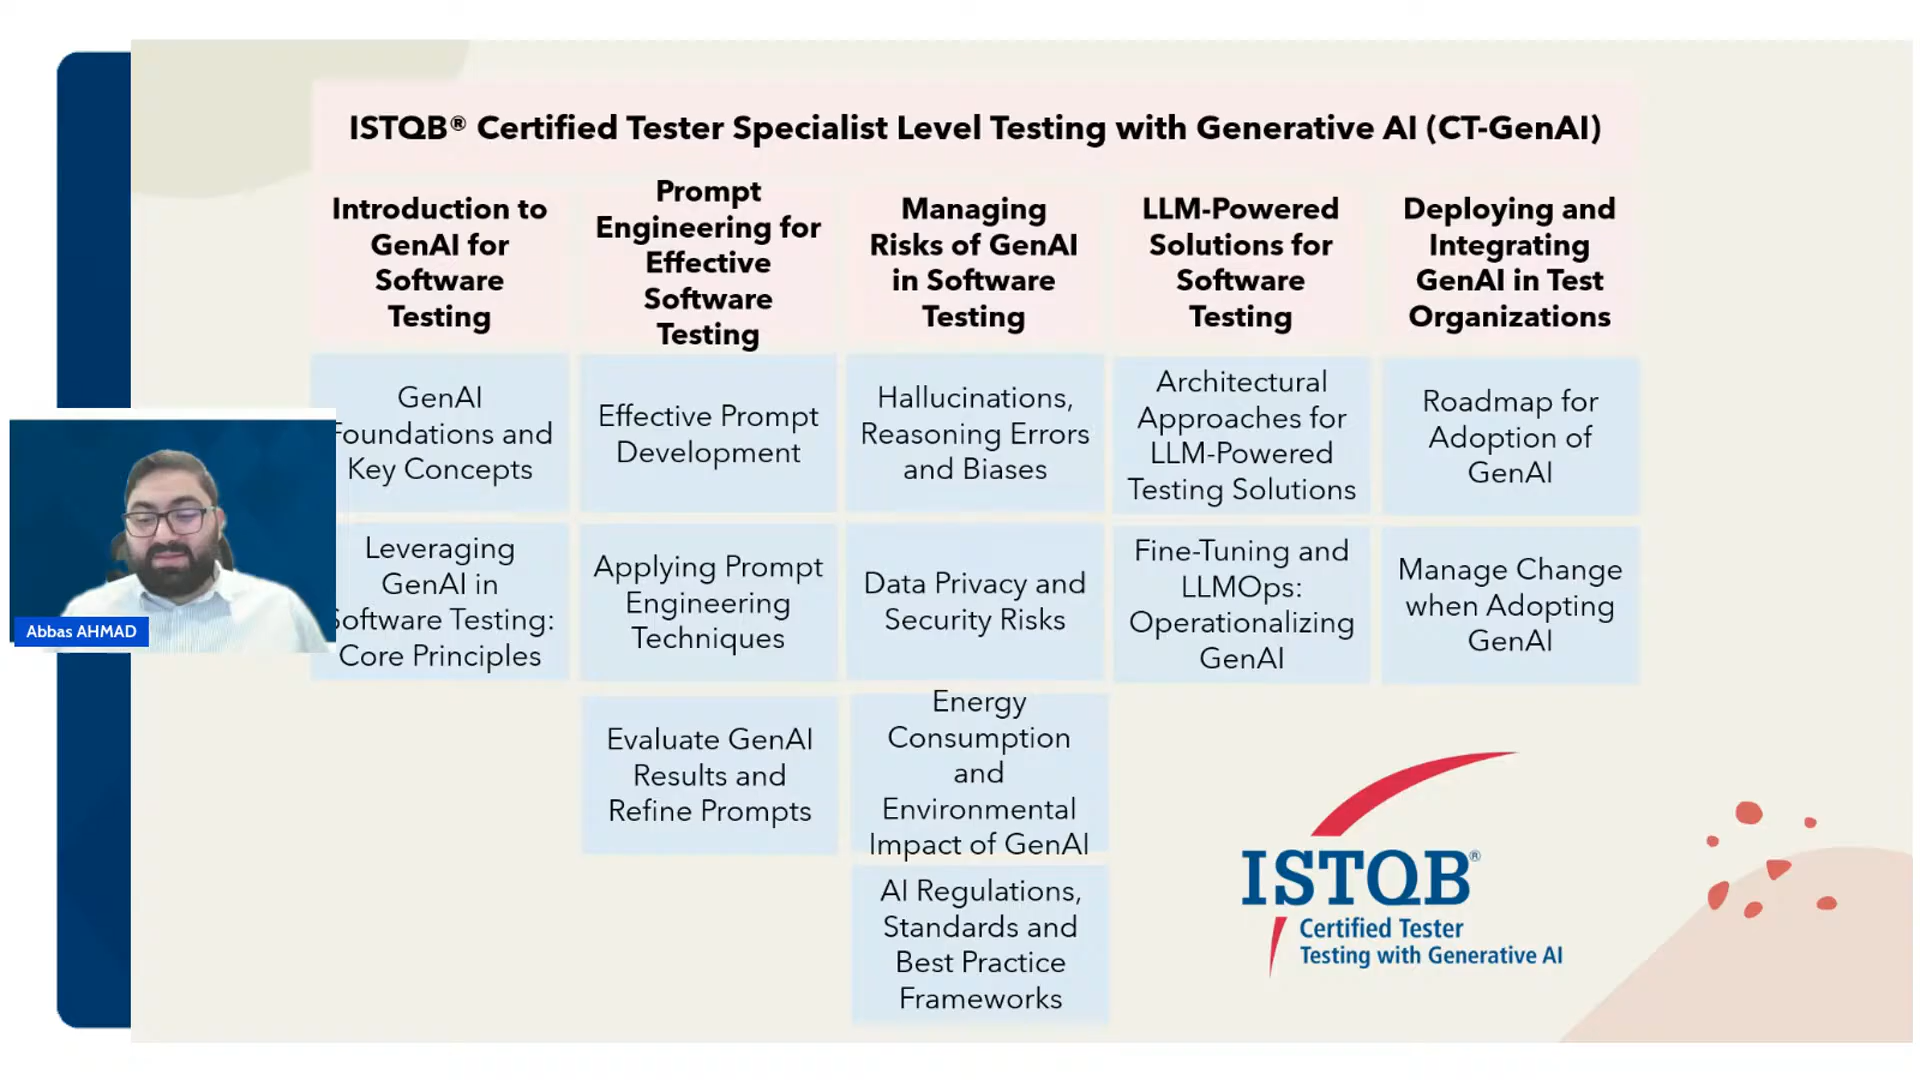 ISTQB® Certified Tester Specialist Level Testing with Generative AI (CT-GenAI)
Introduction to
GenAI for
Software
Testing
Prompt
Engineering for
Effective
Software
Testing
Managing
Risks of GenAI
in Software
Testing
LLM-Powered
Solutions for
Software
Testing
Deploying and
Integrating
GenAI in Test
Organizations
GenAI
Foundations and
Key Concepts
Effective Prompt
Development
Hallucinations,
Reasoning Errors
and Biases
Architectural
Approaches for
LLM-Powered
Testing Solutions
Roadmap for
Adoption of
GenAI
Leveraging
GenAI in
Software Testing:
Core Principles
Applying Prompt
Engineering
Techniques
Data Privacy and
Security Risks
Fine-Tuning and
LLMOps:
Operationalizing
GenAI
Manage Change
when Adopting
GenAI
Evaluate GenAI
Results and
Refine Prompts
Energy
Consumption
and
Environmental
Impact of GenAI
AI Regulations,
Standards and
Best Practice
Frameworks
Abbas AHMAD
ISTQB®
Certified Tester
Testing with Generative AI